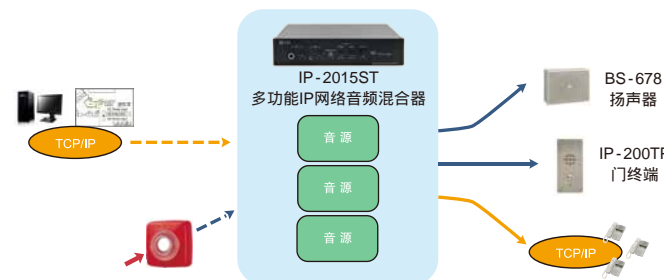 TCP/IP
IP-2015ST
多功能IP网络音频混合器
音源
音源
音源
BS-678
扬声器
IP-200TF
门终端
TCP/IP